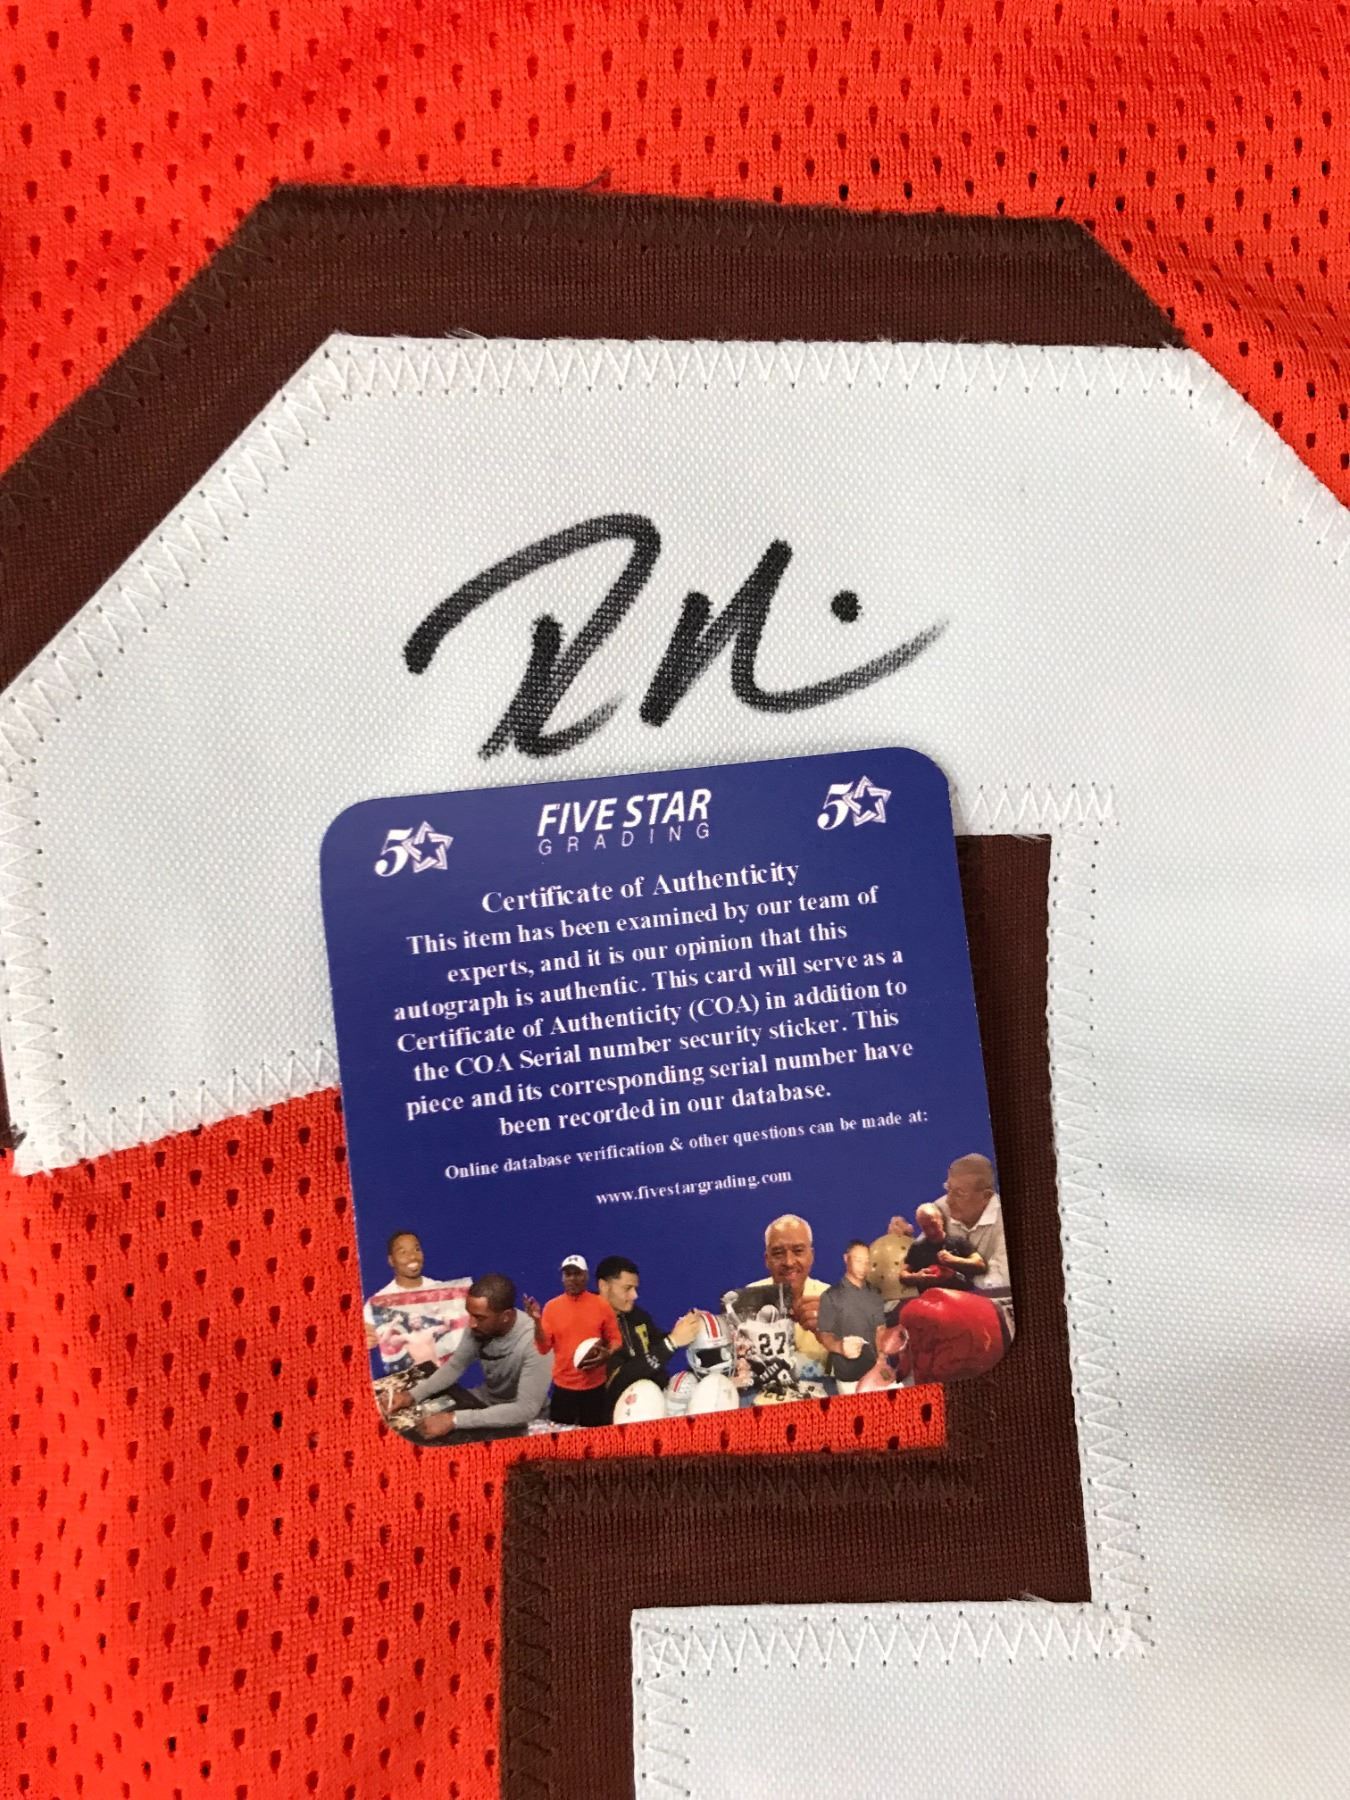 5 FIVE STAR 5
GRADING
Certificate of Authenticity
This item has been examined by our team of
experts, and it is our opinion that this
autograph is authentic. This card will serve as a
Certificate of Authenticity (COA) in addition to
the COA Serial number security sticker. This
piece and its corresponding serial number have
been recorded in our database.
Online database verification & other questions can be made at:
www.fivestargrading.com
27